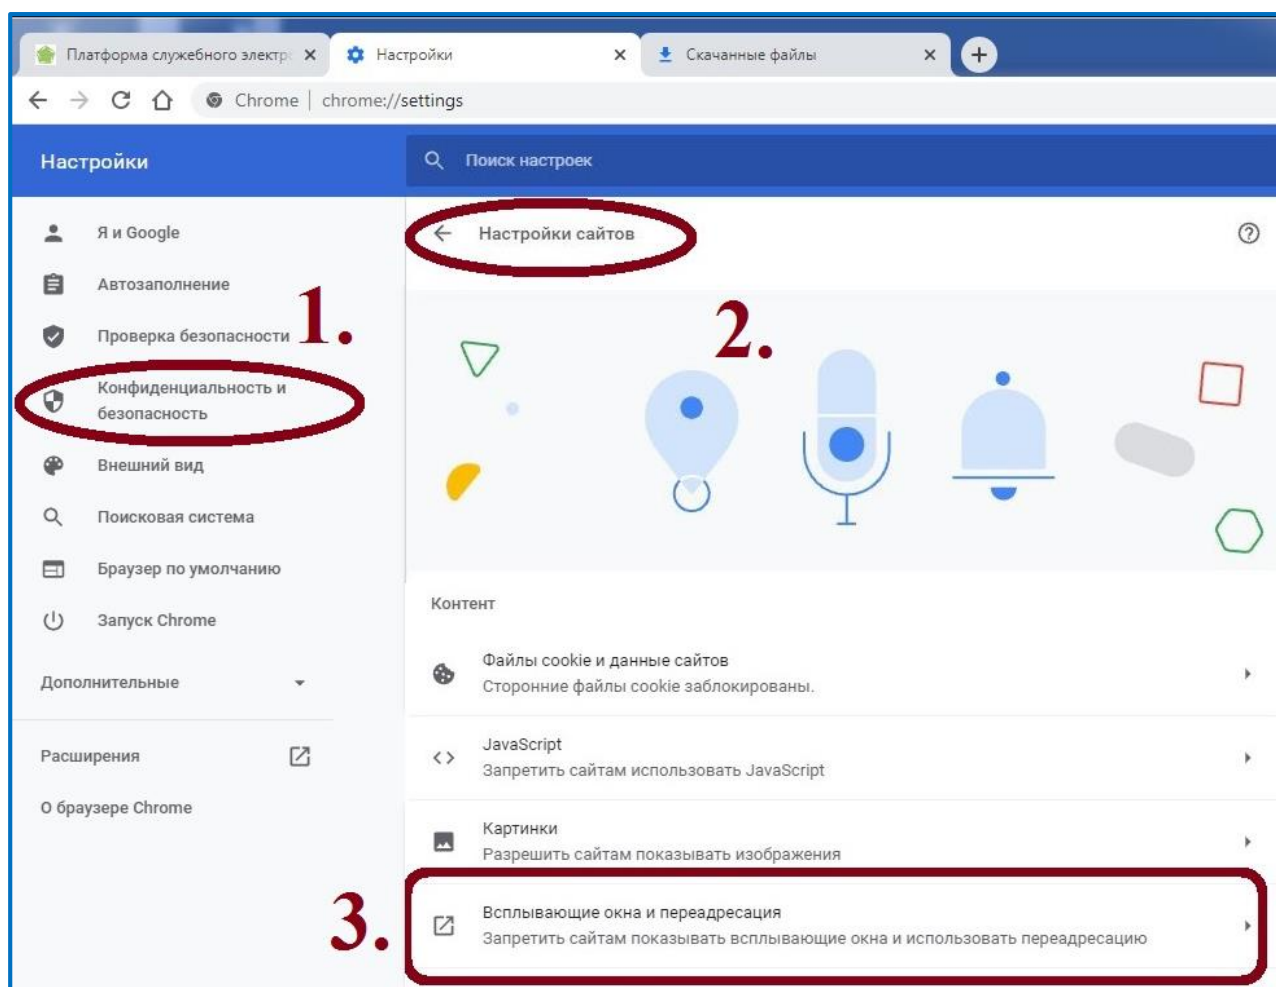 Платформа служебного электр
Настройки
Скачанные файлы
Chrome | chrome://settings
Настройки
Поиск настроек
Я и Google
Автозаполнение
1.
Проверка безопасности
Конфиденциальность и
безопасность
Внешний вид
Поисковая система
Браузер по умолчанию
Запуск Chrome
Дополнительные
Расширения
О браузере Chrome
Настройки сайтов
2.
Контент
Файлы cookie и данные сайтов
Сторонние файлы cookie заблокированы.
JavaScript
Запретить сайтам использовать JavaScript
Картинки
Разрешить сайтам показывать изображения
3.
Всплывающие окна и переадресация
Запретить сайтам показывать всплывающие окна и использовать переадресацию